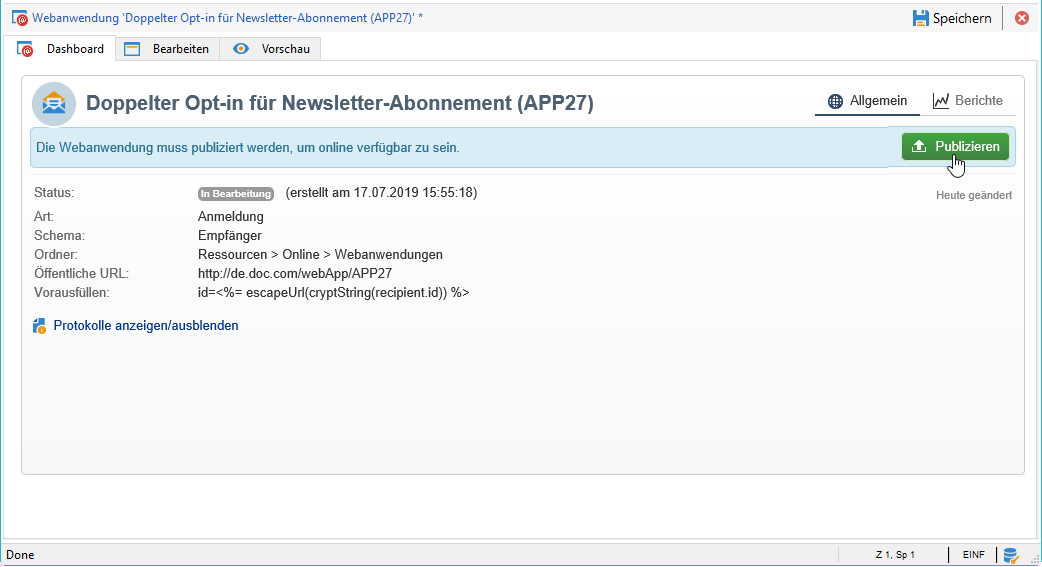 Webanwendung 'Doppelter Opt-in für Newsletter-Abonnement (APP27)' *
Speichern
Dashboard Bearbeiten Vorschau
Doppelter Opt-in für Newsletter-Abonnement (APP27)
Allgemein Berichte
Die Webanwendung muss publiziert werden, um online verfügbar zu sein.
Publizieren
Status: In Bearbeitung (erstellt am 17.07.2019 15:55:18)
Heute geändert
Art: Anmeldung
Schema: Empfänger
Ordner: Ressourcen > Online > Webanwendungen
Öffentliche URL: http://de.doc.com/webApp/APP27
Vorausfüllen: id=<%= escapeUrl(cryptString(recipient.id)) %>
Protokolle anzeigen/ausblenden
Done Z 1, Sp 1 EINF